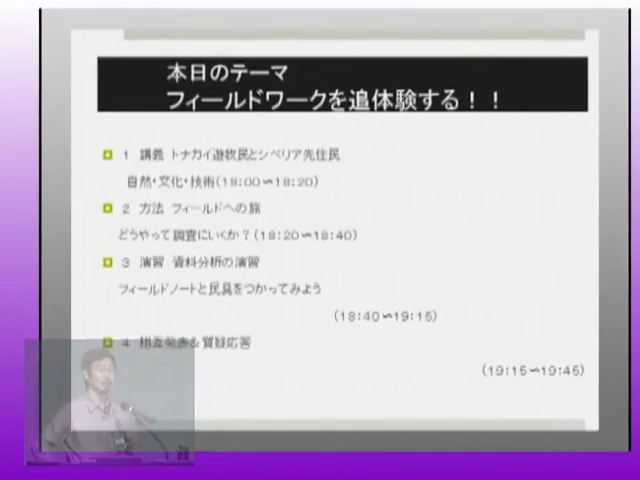 本日のテーマ
フィールドワークを追体験する！！
1 講義 トナカイ遊牧民とシベリア先住民
自然・文化・技術(18:00〜18:20)
2 方法 フィールドへの旅
どうやって調査にいくか？(18:20〜18:40)
3 演習 資料分析の演習
フィールドノートと民具をつかってみよう
(18:40〜19:15)
4 相互発表&質疑応答
(19:15〜19:45)